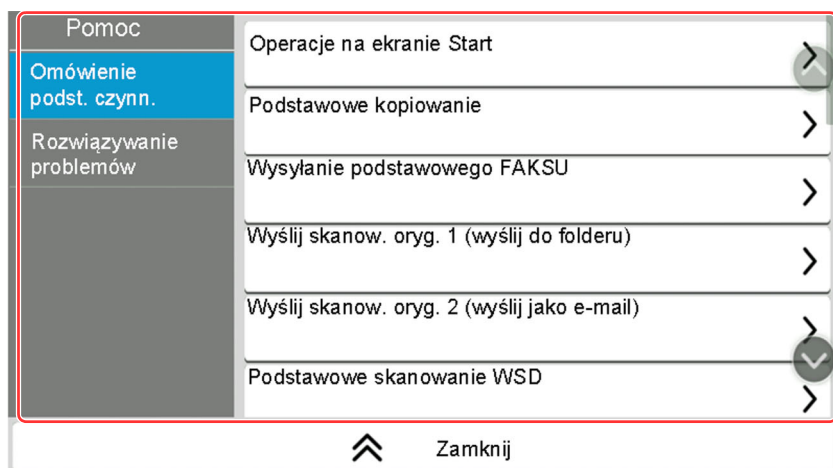 Pomoc
Omówienie
podst. czynn.
Rozwiązywanie
problemów
Operacje na ekranie Start
Podstawowe kopiowanie
Wysyłanie podstawowego FAKSU
Wyślij skanow. oryg. 1 (wyślij do folderu)
Wyślij skanow. oryg. 2 (wyślij jako e-mail)
Podstawowe skanowanie WSD
Zamknij